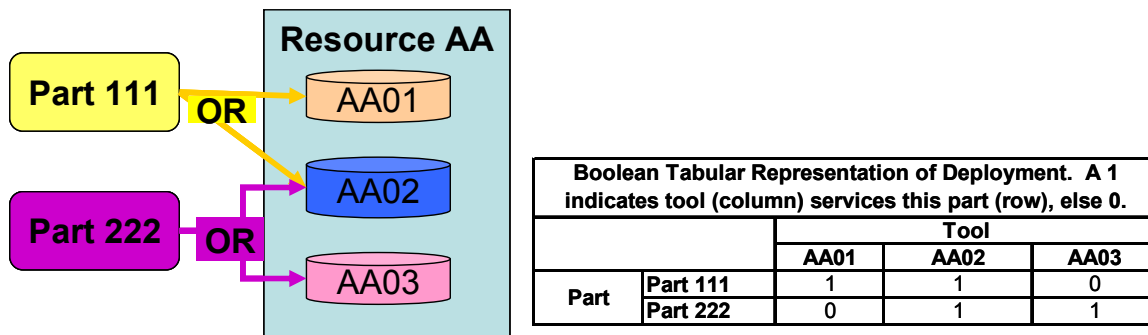 Resource AA
Part 111
OR
AA01
AA02
Part 222
OR
AA03
Boolean Tabular Representation of Deployment. A 1
indicates tool (column) services this part (row), else 0.
Tool
AA01 AA02 AA03
Part Part 111 1 1 0
Part 222 0 1 1